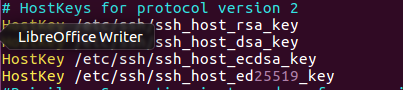 # HostKeys for protocol version 2
HostKey /etc/ssh/ssh_host_rsa_key
LibreOffice Writer
/ssh_host_dsa_key
HostKey /etc/ssh/ssh_host_ecdsa_key
HostKey /etc/ssh/ssh_host_ed25519_key